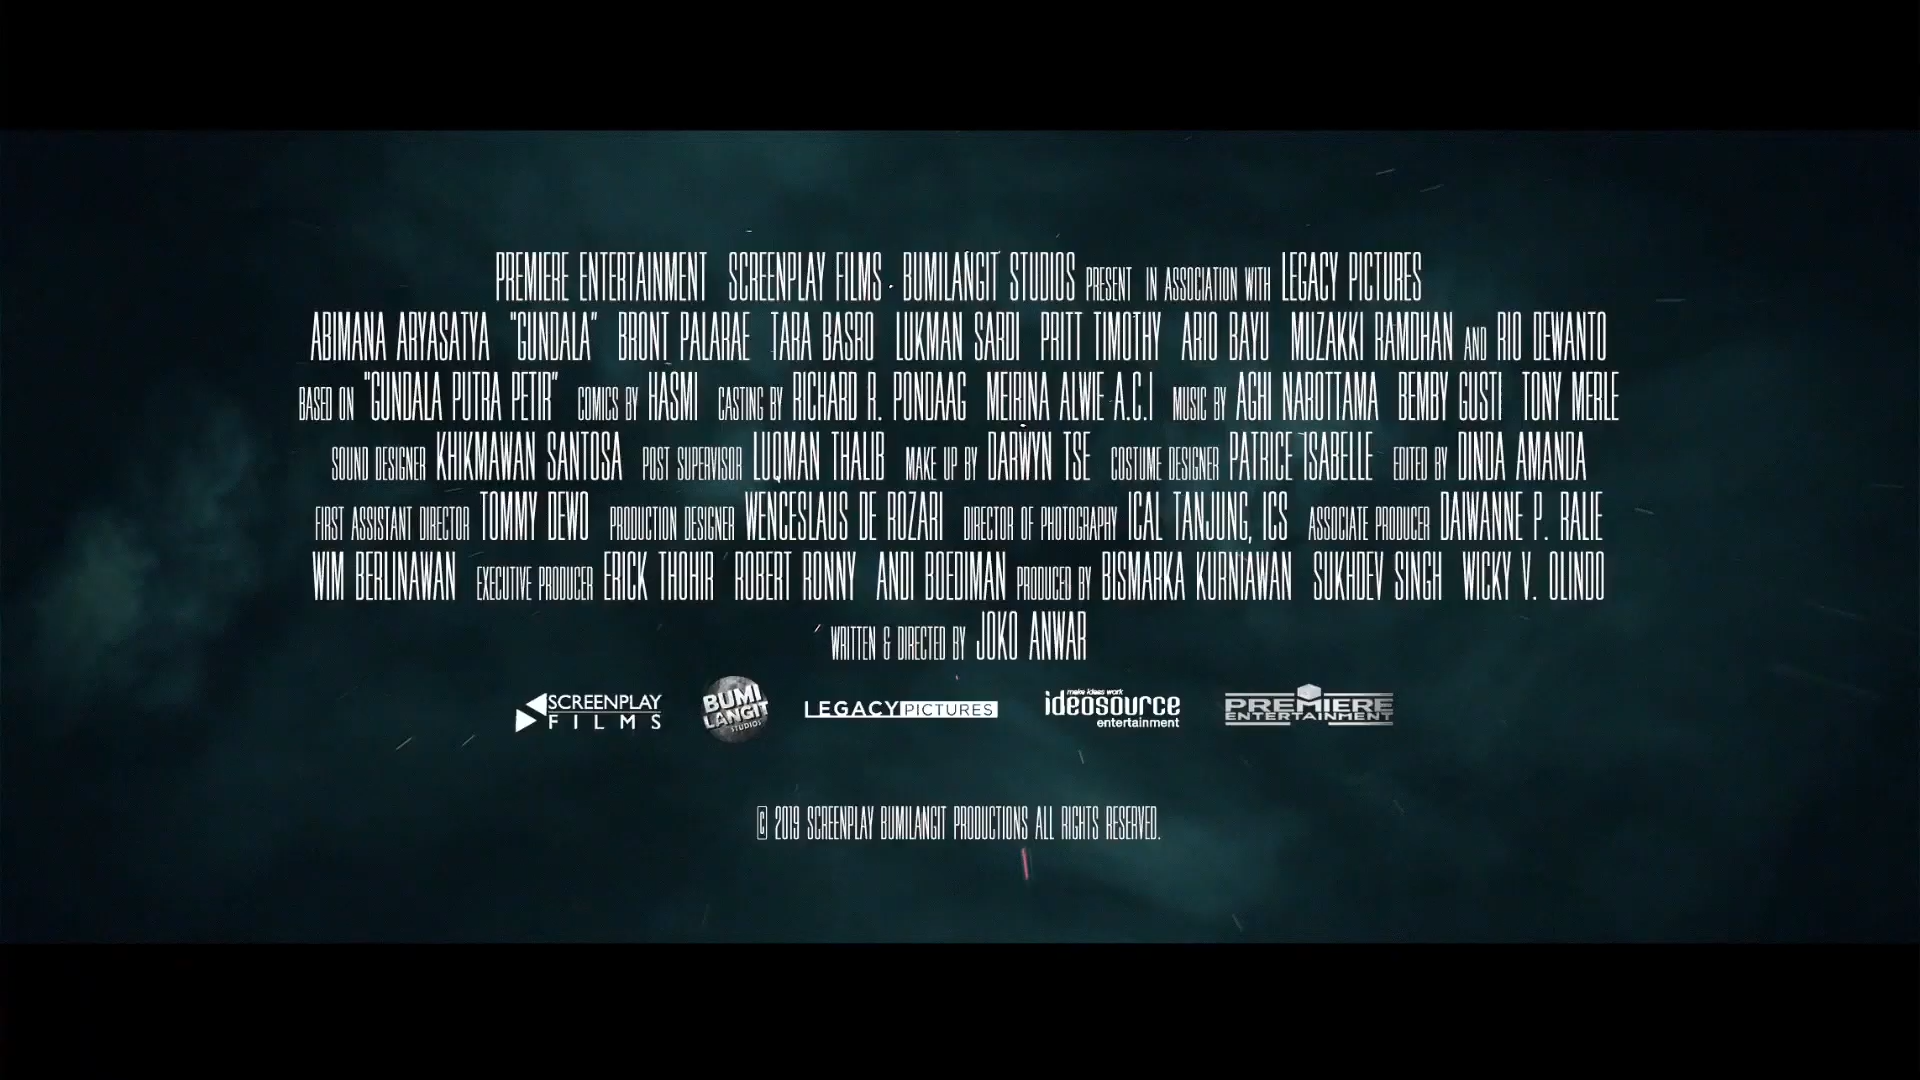 PREMIERE ENTERTAINMENT SCREENPLAY FILMS · BUMILANGIT STUDIOS PRESENT IN ASSOCIATION WITH LEGACY PICTURES
ABIMANA ARYASATYA "GUNDALA" BRONT PALARAE TARA BASRO LUKMAN SARDI PRITT TIMOTHY ARIO BAYU MUZAKKI RAMDHAN AND RIO DEWANTO
BASED ON "GUNDALA PUTRA PETIR" COMICS BY HASMI CASTING BY RICHARD R. PONDAAG MEIRINA ALWIE A.C.I MUSIC BY AGHI NAROTTAMA BEMBY GUSTI TONY MERLE
SOUND DESIGNER KHIKMAWAN SANTOSA POST SUPERVISOR LUQMAN THALIB MAKE UP BY DARWYN TSE COSTUME DESIGNER PATRICE ISABELLE EDITED BY DINDA AMANDA
FIRST ASSISTANT DIRECTOR TOMMY DEWO PRODUCTION DESIGNER WENCESLAUS DE ROZARI DIRECTOR OF PHOTOGRAPHY ICAL TANJUNG, ICS ASSOCIATE PRODUCER DAIWANNE P. RALIE
WIM BERLINAWAN EXECUTIVE PRODUCER ERICK THOHIR ROBERT RONNY ANDI BOEDIMAN PRODUCED BY BISMARKA KURNIAWAN SUKHDEV SINGH WICKY V. OLINDO
WRITTEN & DIRECTED BY JOKO ANWAR
SCREENPLAY FILMS
BUMI LANGIT STUDIOS
LEGACY PICTURES
make ideas work
ideosource
entertainment
PREMIERE ENTERTAINMENT
© 2019 SCREENPLAY BUMILANGIT PRODUCTIONS ALL RIGHTS RESERVED.